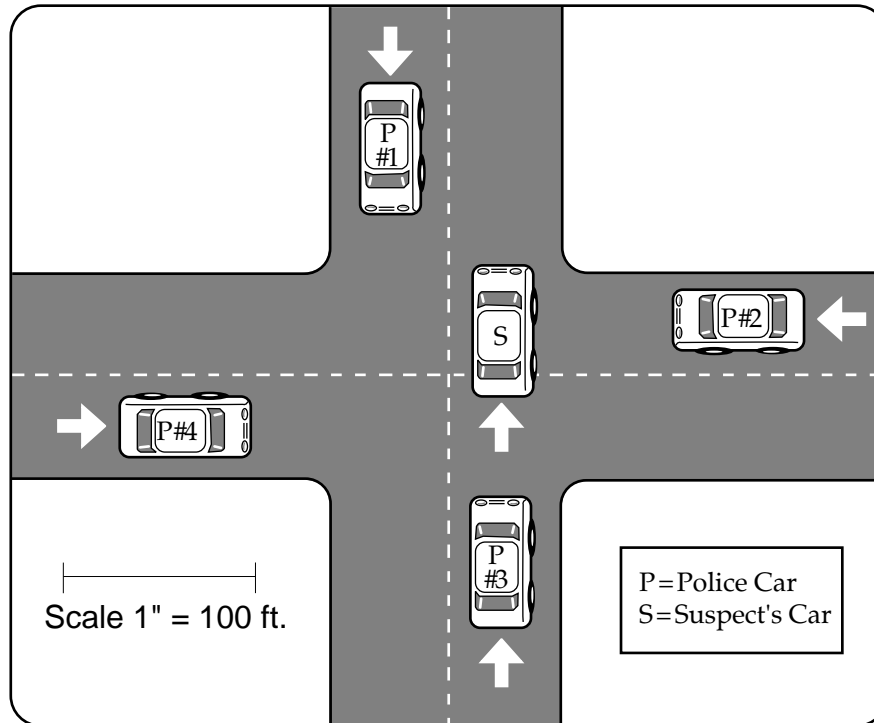 P
#1
S
P#2
P#4
P
#3
Scale 1" = 100 ft.
P=Police Car
S=Suspect's Car